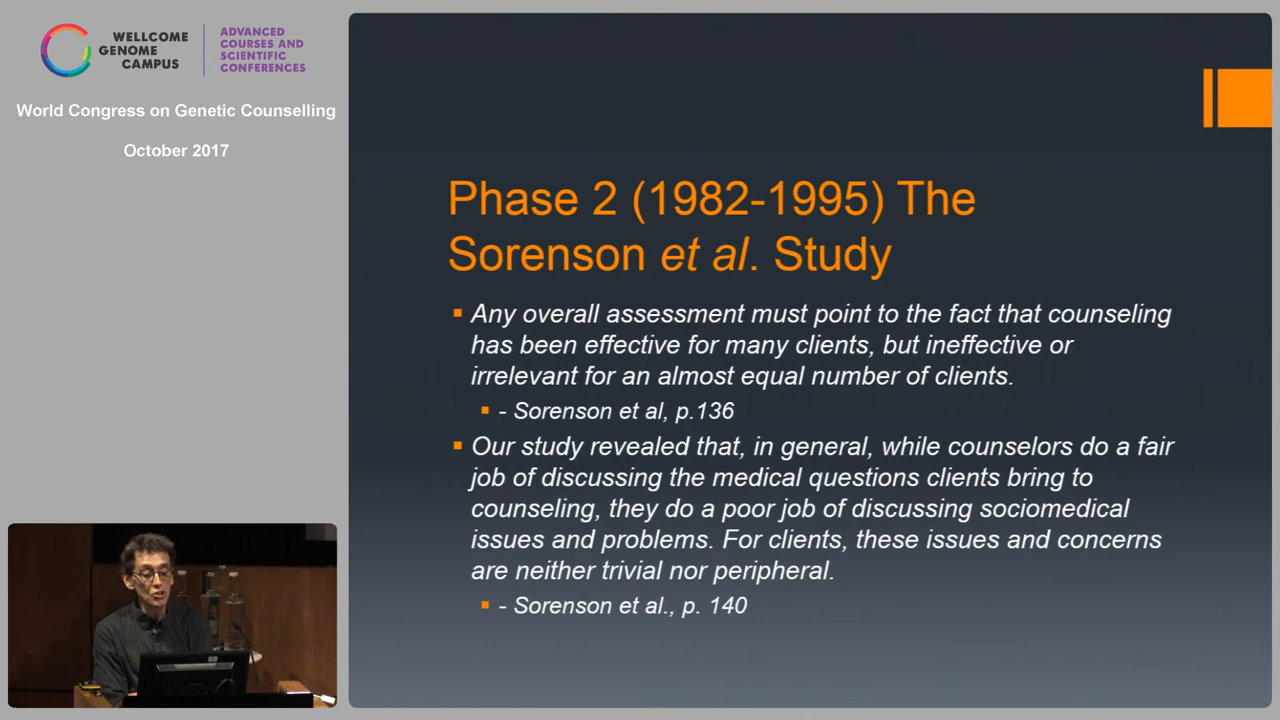 WELLCOME
GENOME
CAMPUS
ADVANCED
COURSES AND
SCIENTIFIC
CONFERENCES
World Congress on Genetic Counselling
October 2017
Phase 2 (1982-1995) The
Sorenson et al. Study
Any overall assessment must point to the fact that counseling
has been effective for many clients, but ineffective or
irrelevant for an almost equal number of clients.
- Sorenson et al, p.136
Our study revealed that, in general, while counselors do a fair
job of discussing the medical questions clients bring to
counseling, they do a poor job of discussing sociomedical
issues and problems. For clients, these issues and concerns
are neither trivial nor peripheral.
- Sorenson et al., p. 140